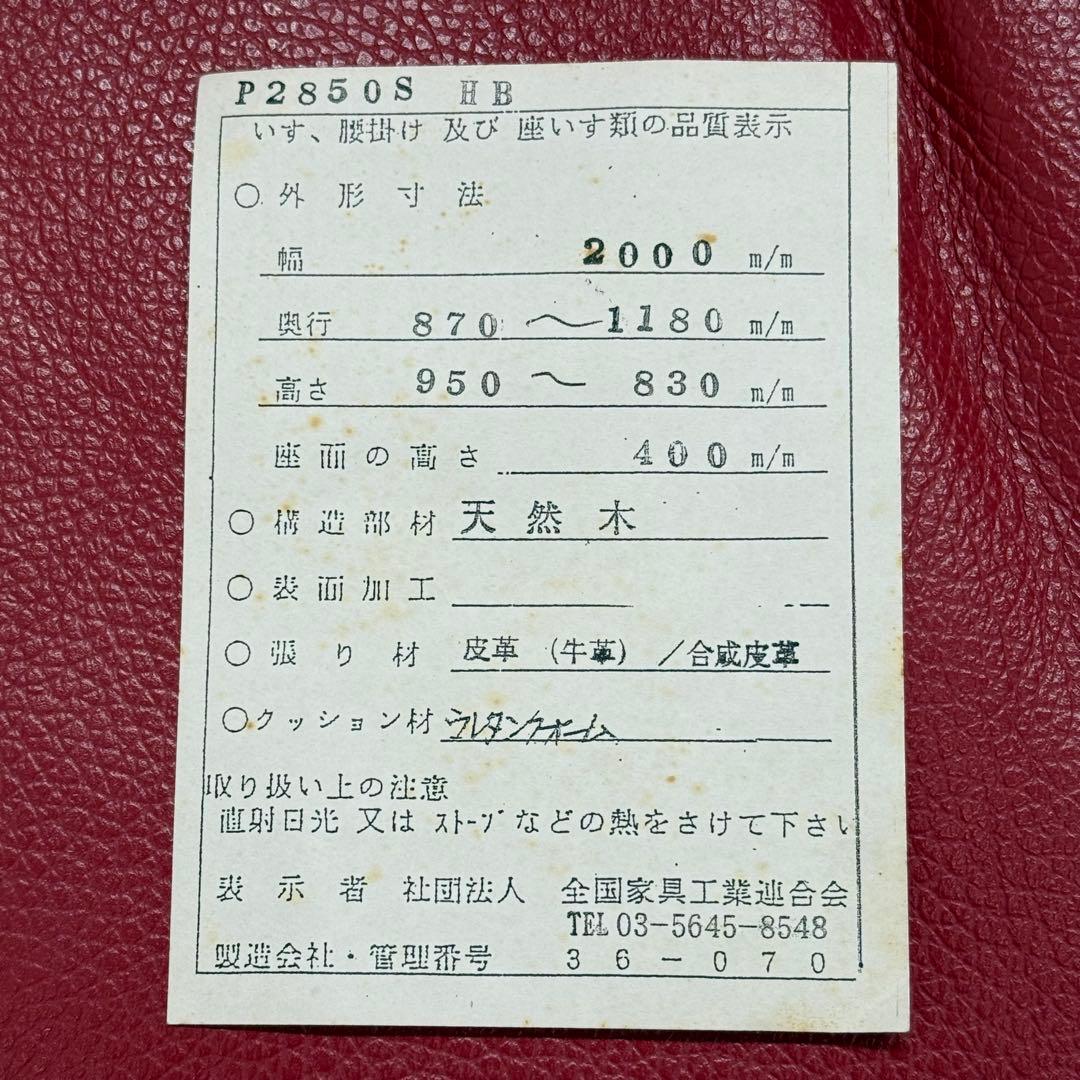 P2850S HB
いす、腰掛け 及び 座いす類の品質表示
○外形寸法
幅 2000 m/m
奥行 870 〜 1180 m/m
高さ 950 〜 830 m/m
座面の高さ 400 m/m
○構造部材 天然木
○表面加工
○張り材 皮革 (牛革) /合成皮革
○クッション材 ウレタンフォーム
取り扱い上の注意
直射日光 又は ストーブなどの熱をさけて下さい
表示者 社団法人 全国家具工業連合会
TEL 03-5645-8548
製造会社・管理番号 36-070